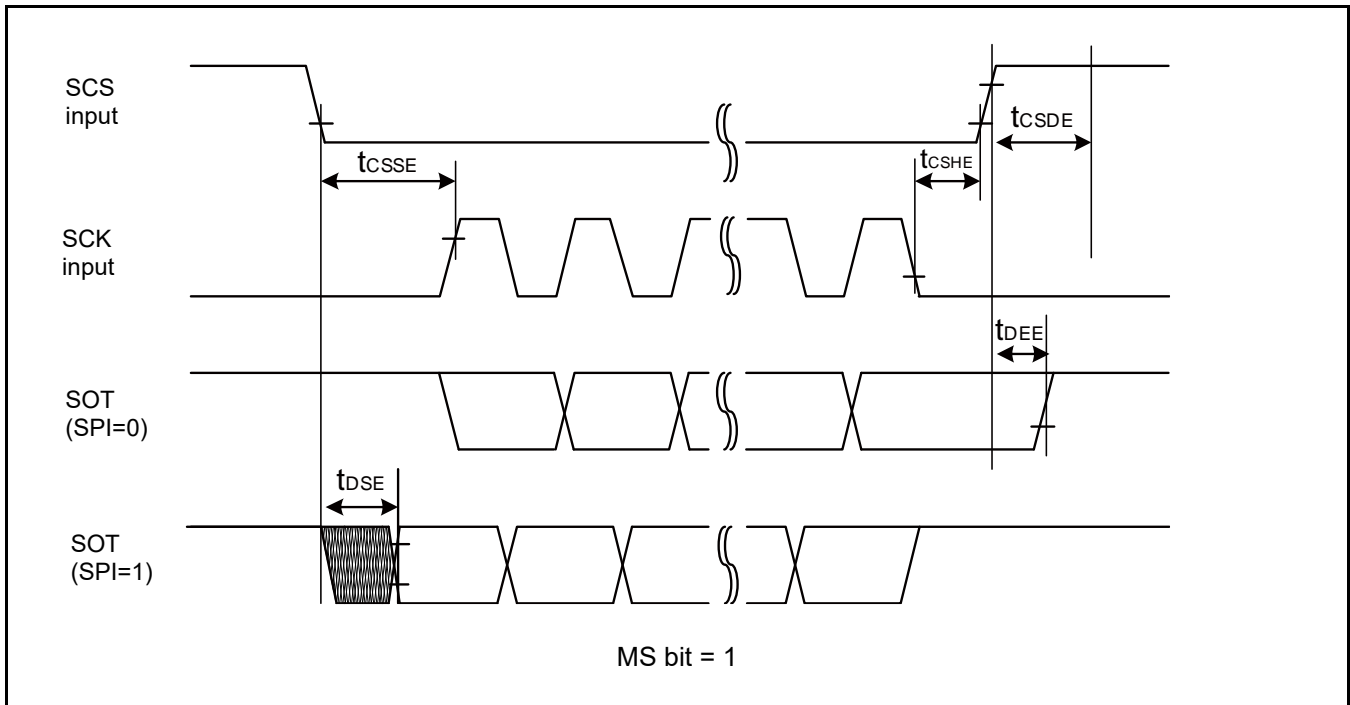 SCS
input
tCSDE
tCSSE
tCSHE
SCK
input
tDEE
SOT
(SPI=0)
tDSE
SOT
(SPI=1)
MS bit = 1